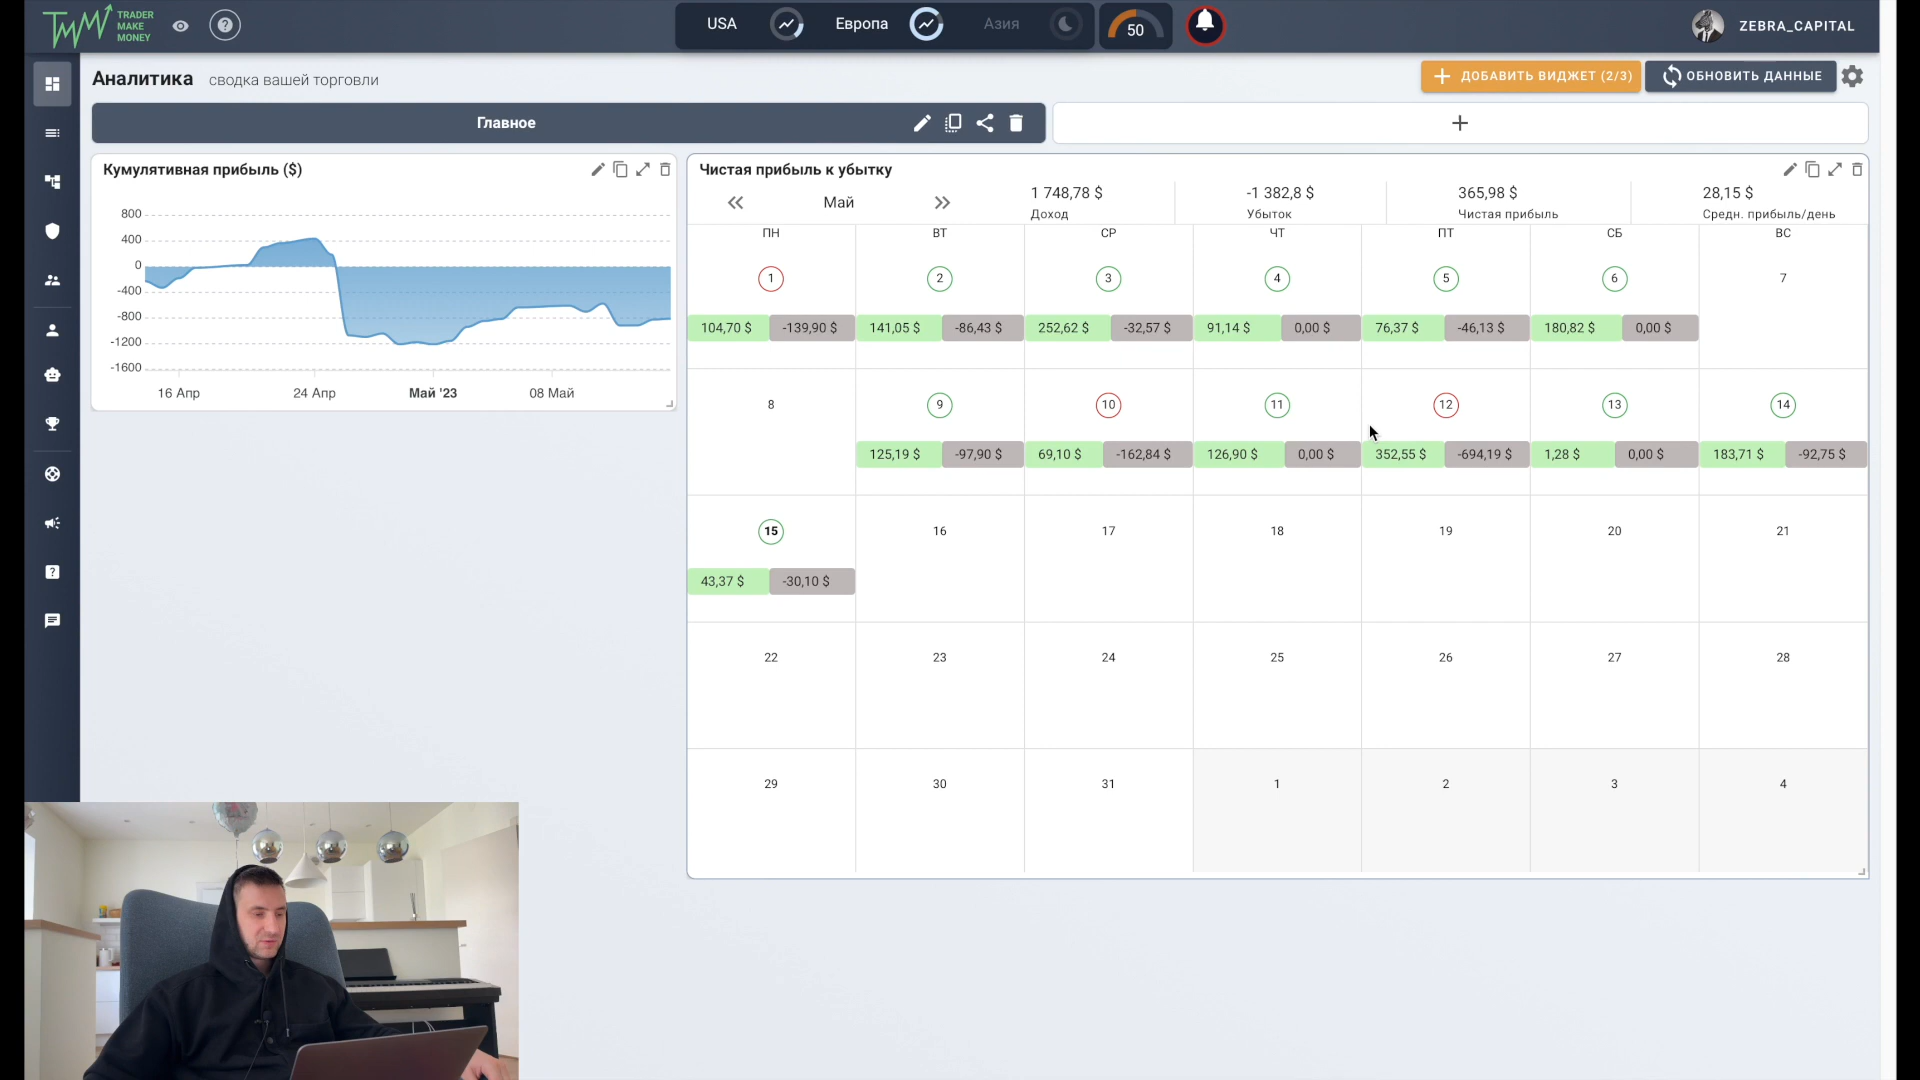 TRADER
MAKE
MONEY
USA
Европа
Азия
50
ZEBRA_CAPITAL
Аналитика сводка вашей торговли
ДОБАВИТЬ ВИДЖЕТ (2/3)
ОБНОВИТЬ ДАННЫЕ
Главное
Кумулятивная прибыль ($)
800
400
0
-400
-800
-1200
-1600
16 Апр 24 Апр Май '23 08 Май
Чистая прибыль к убытку
Май
1 748,78 $
Доход
-1 382,8 $
Убыток
365,98 $
Чистая прибыль
28,15 $
Средн. прибыль/день
ПН ВТ СР ЧТ ПТ СБ ВС
1 2 3 4 5 6 7
104,70 $ -139,90 $ 141,05 $ -86,43 $ 252,62 $ -32,57 $ 91,14 $ 0,00 $ 76,37 $ -46,13 $ 180,82 $ 0,00 $
8 9 10 11 12 13 14
125,19 $ -97,90 $ 69,10 $ -162,84 $ 126,90 $ 0,00 $ 352,55 $ -694,19 $ 1,28 $ 0,00 $ 183,71 $ -92,75 $
15 16 17 18 19 20 21
43,37 $ -30,10 $
22 23 24 25 26 27 28
29 30 31 1 2 3 4